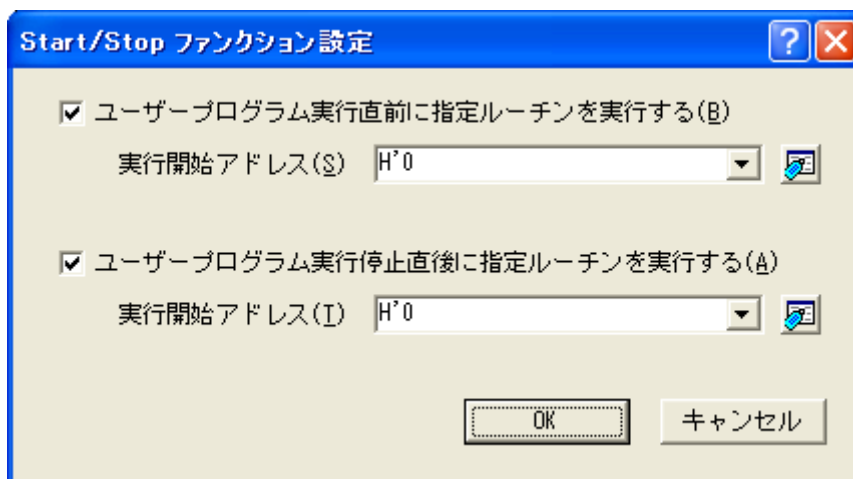 Start/Stop ファンクション設定
ユーザープログラム実行直前に指定ルーチンを実行する(B)
実行開始アドレス(S) H'0
ユーザープログラム実行停止直後に指定ルーチンを実行する(A)
実行開始アドレス(T) H'0
OK キャンセル